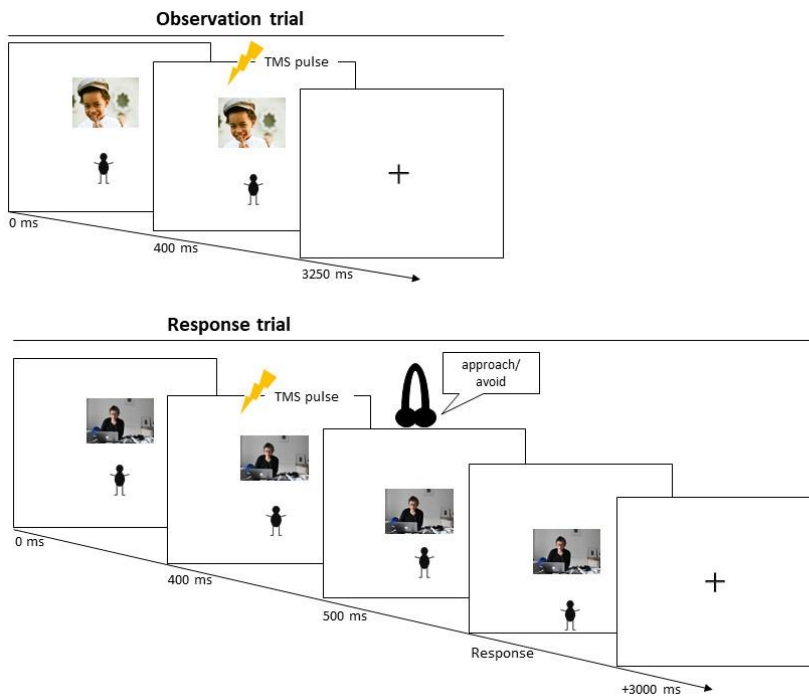 Observation trial
TMS pulse
0 ms
400 ms
3250 ms
Response trial
approach/
avoid
TMS pulse
0 ms
400 ms
500 ms
Response
+3000 ms